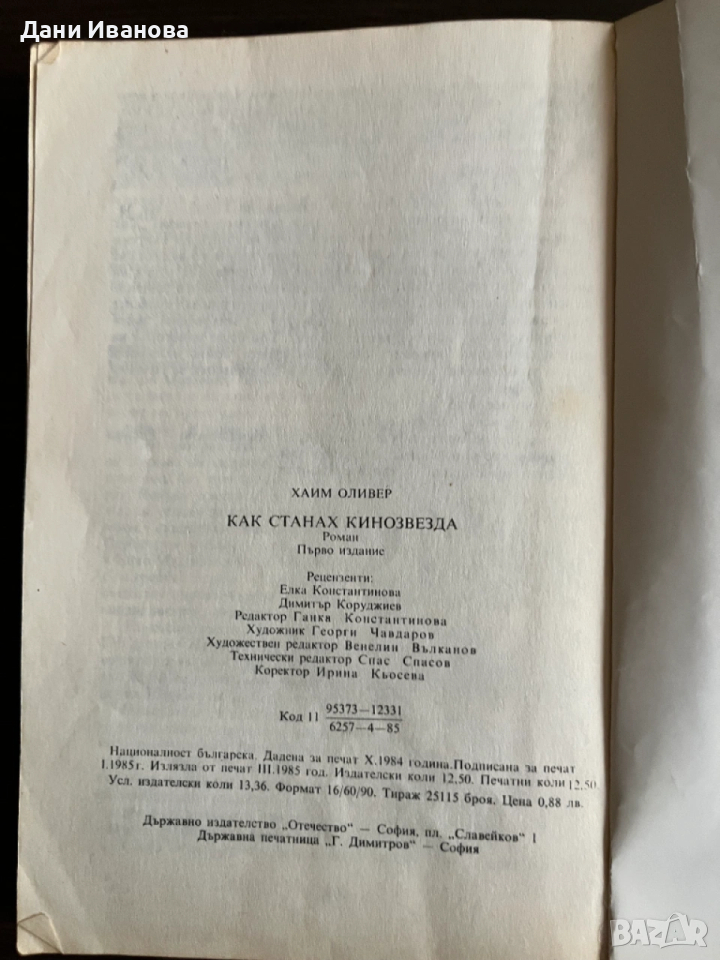 Дани Иванова
ХАИМ ОЛИВЕР
КАК СТАНАХ КИНОЗВЕЗДА
Роман
Първо издание
Рецензенти:
Елка Константинова
Димитър Коруджиев
Редактор Ганка Константинова
Художник Георги Чавдаров
Художествен редактор Венелин Вълканов
Технически редактор Спас Спасов
Коректор Ирина Кьосева
Код 11 95373—12331
6257—4—85
Националност българска. Дадена за печат X.1984 година.Подписана за печат
I.1985г. Излязла от печат III.1985 год. Издателски коли 12,50. Печатни коли 12,50.
Усл. издателски коли 13,36. Формат 16/60/90. Тираж 25115 броя. Цена 0,88 лв.
Държавно издателство „Отечество“ — София, пл. „Славейков“ 1
Държавна печатница „Г. Димитров“ — София
BAZAR